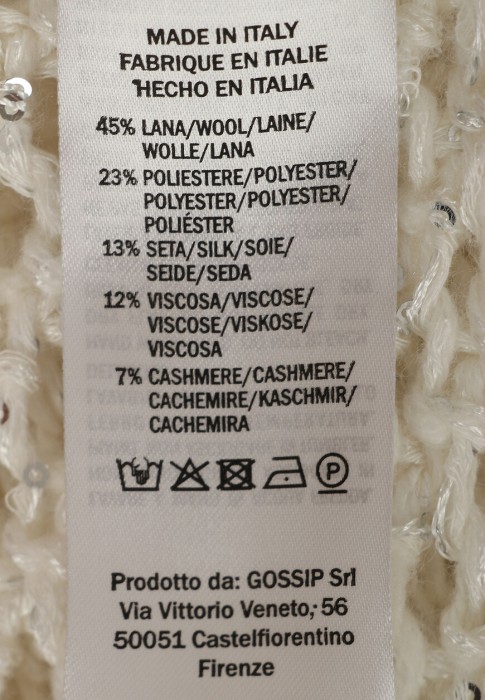 MADE IN ITALY
FABRIQUE EN ITALIE
HECHO EN ITALIA
45% LANA/WOOL/LAINE/
WOLLE/LANA
23% POLIESTERE/POLYESTER/
POLYESTER/POLYESTER/
POLIÉSTER
13% SETA/SILK/SOIE/
SEIDE/SEDA
12% VISCOSA/VISCOSE/
VISCOSE/VISKOSE/
VISCOSA
7% CASHMERE/CASHMERE/
CACHEMIRE/KASCHMIR/
CACHEMIRA
P
Prodotto da: GOSSIP Srl
Via Vittorio Veneto, 56
50051 Castelfiorentino
Firenze